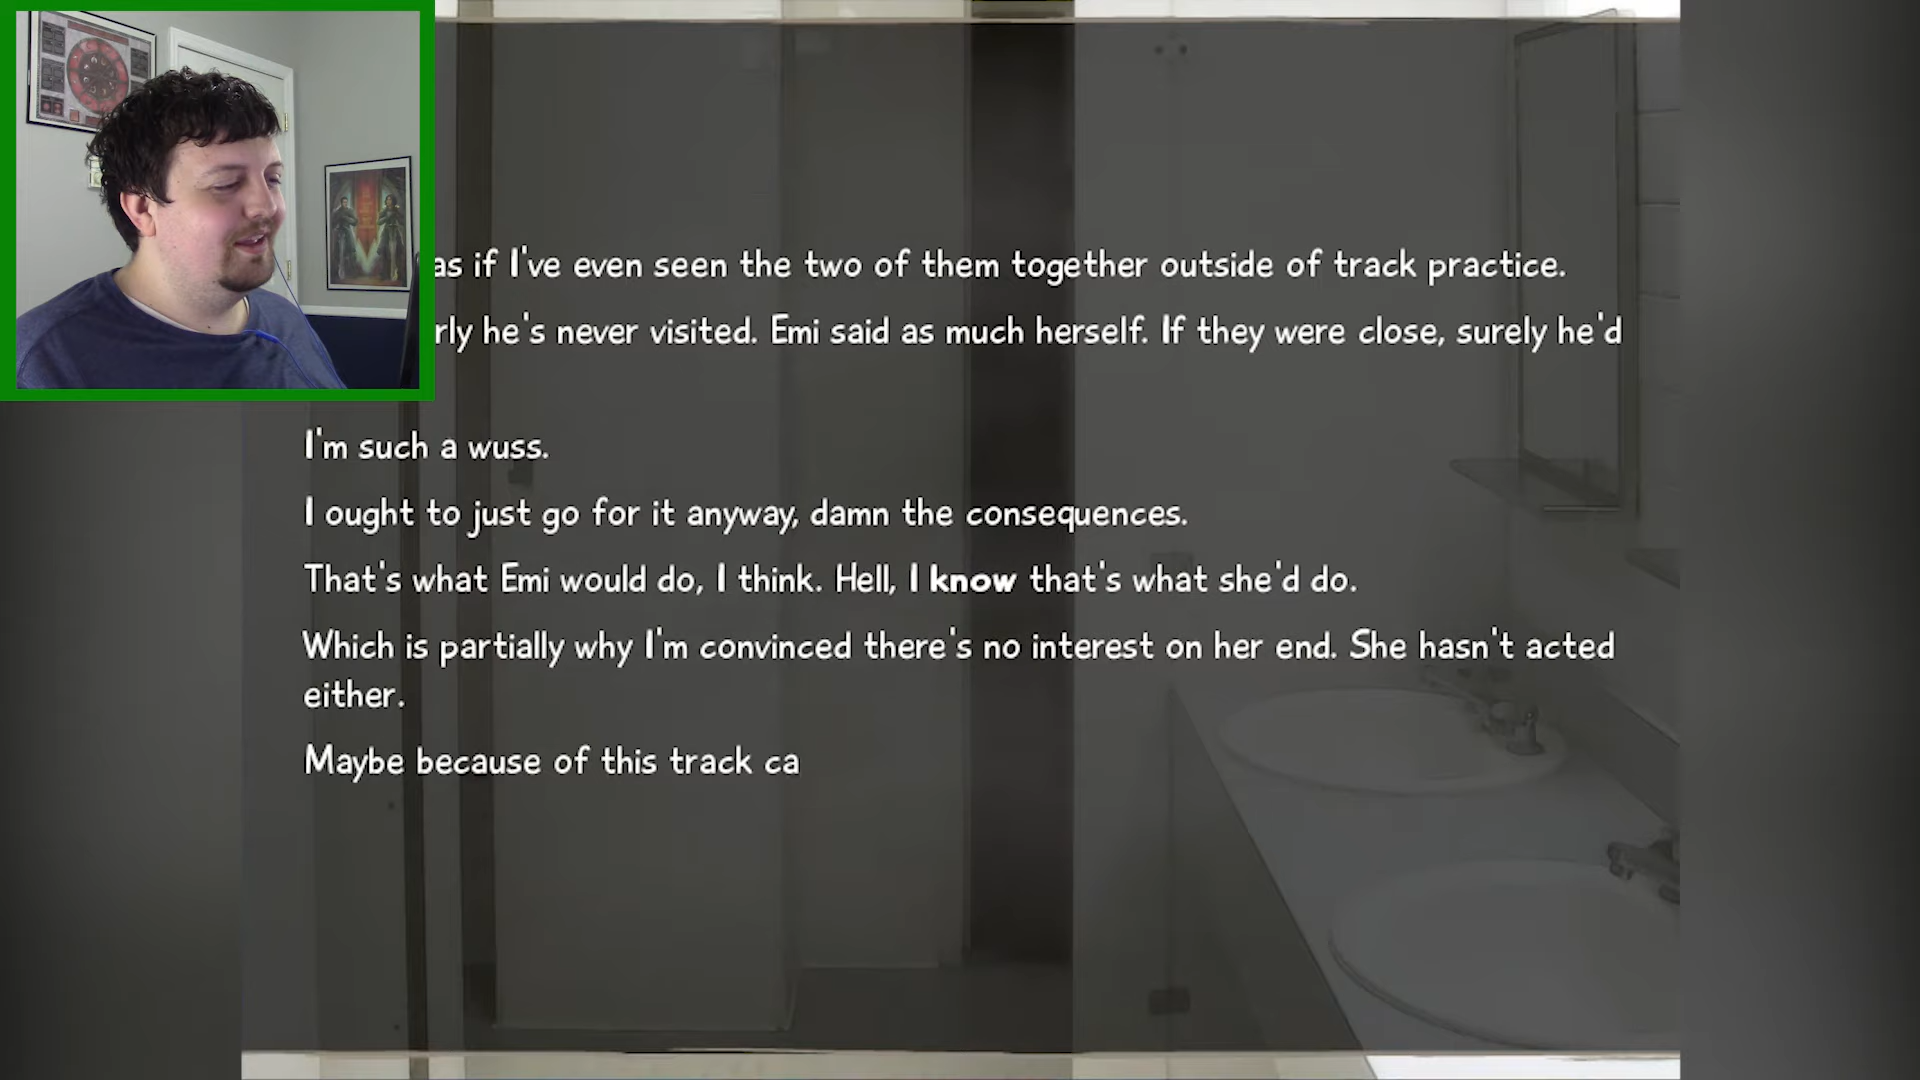 as if I've even seen the two of them together outside of track practice.
he's never visited. Emi said as much herself. If they were close, surely he'd
I'm such a wuss.
I ought to just go for it anyway, damn the consequences.
That's what Emi would do, I think. Hell, I know that's what she'd do.
Which is partially why I'm convinced there's no interest on her end. She hasn't acted
either.
Maybe because of this track ca